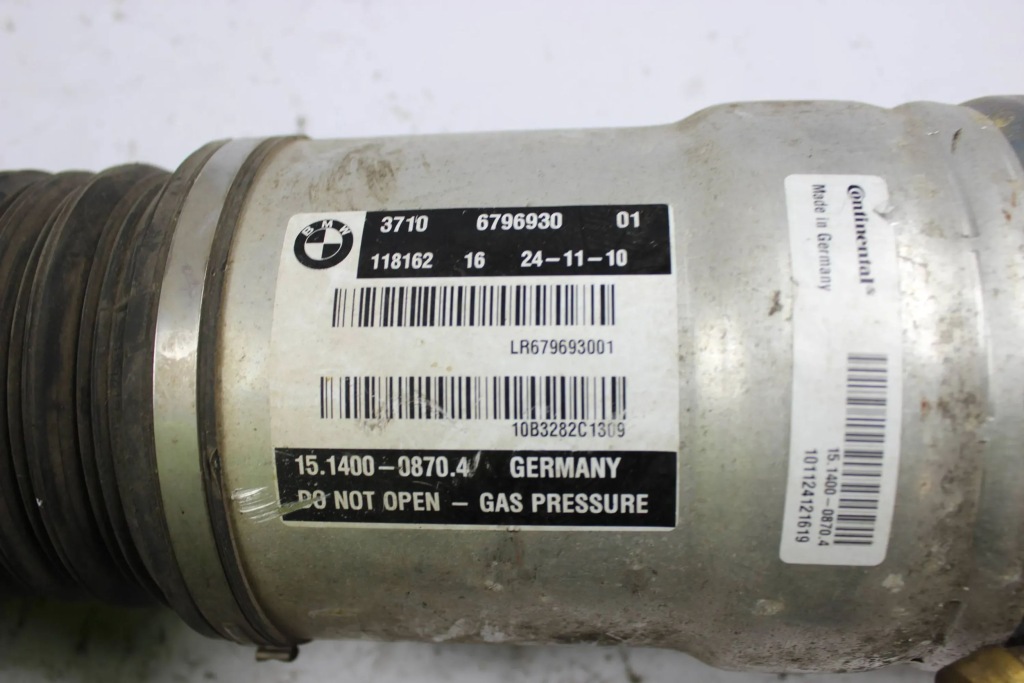 BMW
3710 6796930 01
118162 16 24-11-10
LR679693001
10B3282C1309
15.1400-0870.4 GERMANY
DO NOT OPEN - GAS PRESSURE
Continental®
Made in Germany
15.1400-0870.4
101124121619